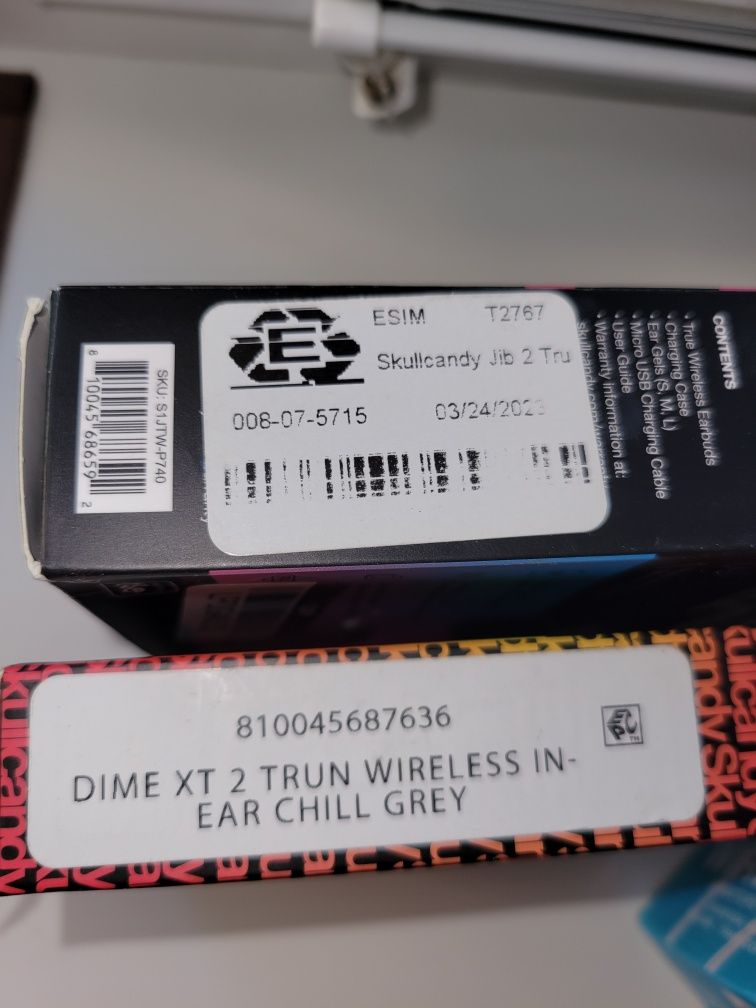 ESIM T2767
Skullcandy Jib 2 Tru
008-07-5715 03/24/2023
SKU: S1JTW-P740
8 10045 68659 2
CONTENTS
• True Wireless Earbuds
• Charging Case
• Ear Gels (S, M, L)
• Micro USB Charging Cable
• User Guide
Warranty information at:
810045687636
DIME XT 2 TRUN WIRELESS IN-
EAR CHILL GREY